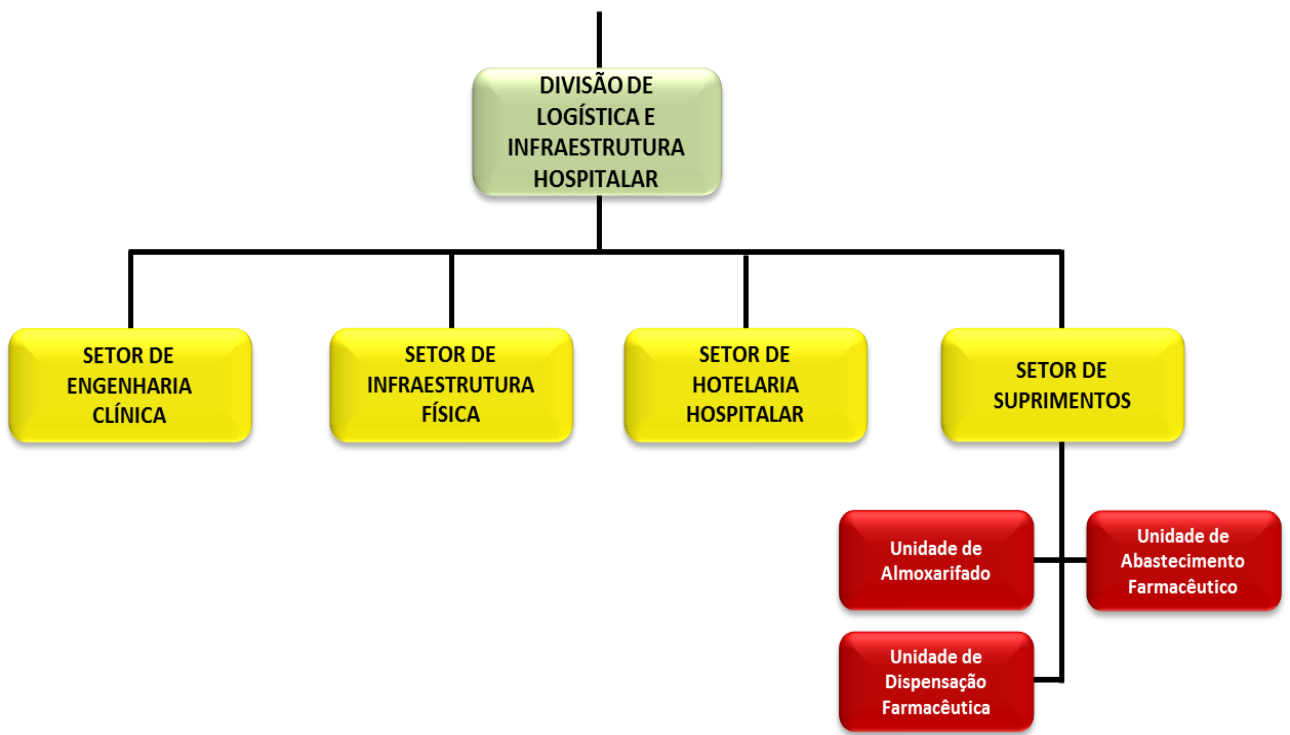 DIVISÃO DE
LOGÍSTICA E
INFRAESTRUTURA
HOSPITALAR
SETOR DE
ENGENHARIA
CLÍNICA
SETOR DE
INFRAESTRUTURA
FÍSICA
SETOR DE
HOTELARIA
HOSPITALAR
SETOR DE
SUPRIMENTOS
Unidade de
Almoxarifado
Unidade de
Abastecimento
Farmacêutico
Unidade de
Dispensação
Farmacêutica